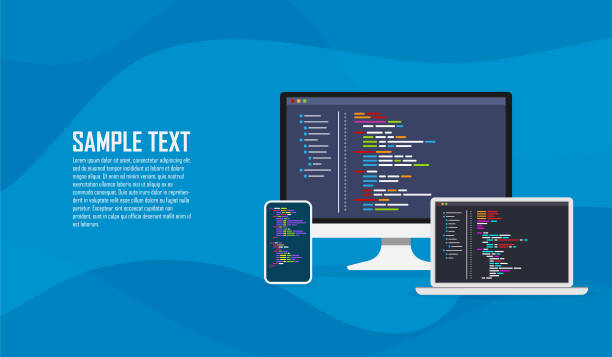 SAMPLE TEXT
Lorem ipsum dolor sit amet, consectetur adipiscing elit,
sed do eiusmod tempor incididunt ut labore et dolore
magna aliqua. Ut enim ad minim veniam, quis nostrud
exercitation ullamco laboris nisi ut aliquip ex ea
commodo consequat. Duis aute irure dolor in
reprehenderit in voluptate velit esse cillum dolore eu
fugiat nulla pariatur. Excepteur sint occaecat cupidatat
non proident, sunt in culpa qui officia deserunt mollit anim
id est laborum.